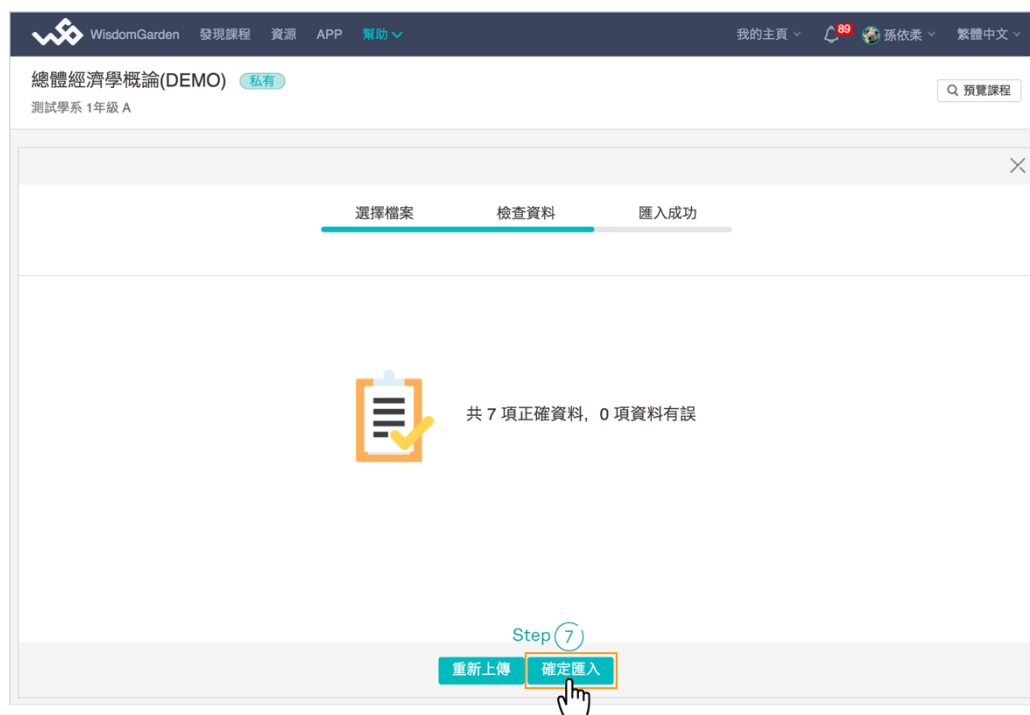 WisdomGarden 發現課程 資源 APP 幫助 我的主頁 89 孫依柔 繁體中文
總體經濟學概論(DEMO) 私有
測試學系 1年級 A
預覽課程
選擇檔案 檢查資料 匯入成功
共 7 項正確資料，0 項資料有誤
Step 7
重新上傳 確定匯入